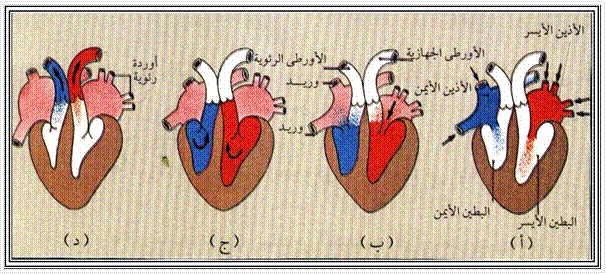 الأذين الأيسر
الأورطى الجهازية
الأورطى الرئوية
أوردة
رئوية
وريد
الأذين الأيمن
وريد
البطين الأيمن
البطين الأيسر
(أ)
(ب)
(ج)
(د)